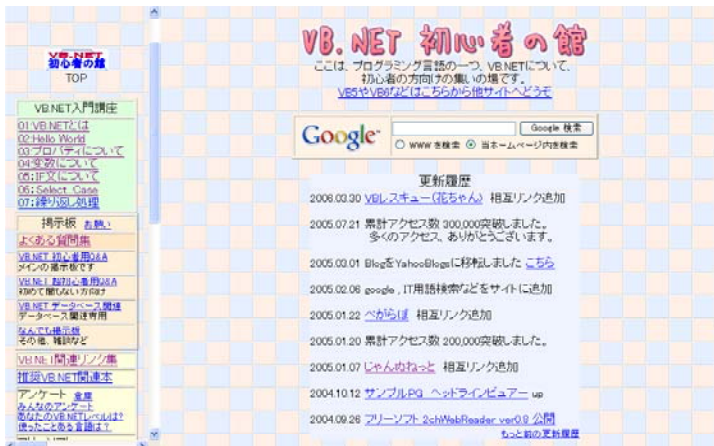 VB.NET
初心者の館
TOP
VB.NET入門講座
01:VB.NETとは
02:Hello World
03:プロパティについて
04:変数について
05:IF文について
06:Select Case
07:繰り返し処理
掲示板 お願い
よくある質問集
VB.NET 初心者用Q&A
メインの掲示板です
VB.NET 超初心者用Q&A
初めて聞しない方向け
VB.NET データベース関連
データベース関連専用
なんでも掲示板
その他、雑談など
VB.NET関連リンク集
推奨VB.NET関連本
アンケート 倉庫
みんなのアンケート
あなたのVB.NETレベルは?
使ったことある言語は?
VB.NET 初心者の館
ここは、プログラミング言語の一つ、VB.NETについて、
初心者の方向けの集いの場です。
VB5やVB6などはこちらから他サイトへどうぞ
Google
Google 検索
WWW を検索 当ホームページ内を検索
更新履歴
2006.03.30 VBレスキュー(花ちゃん) 相互リンク追加
2005.07.21 累計アクセス数 300,000突破しました。
多くのアクセス、ありがとうございます。
2005.03.01 BlogをYahooBlogsに移転しました こちら
2005.02.06 google , IT用語検索などをサイトに追加
2005.01.22 べがらぼ 相互リンク追加
2005.01.20 累計アクセス数 200,000突破しました。
2005.01.07 じゃんぬねっと 相互リンク追加
2004.10.12 サンプルPG ヘッドラインビュアー up
2004.09.26 フリーソフト 2chWebReader ver0.8 公開
もっと前の更新履歴